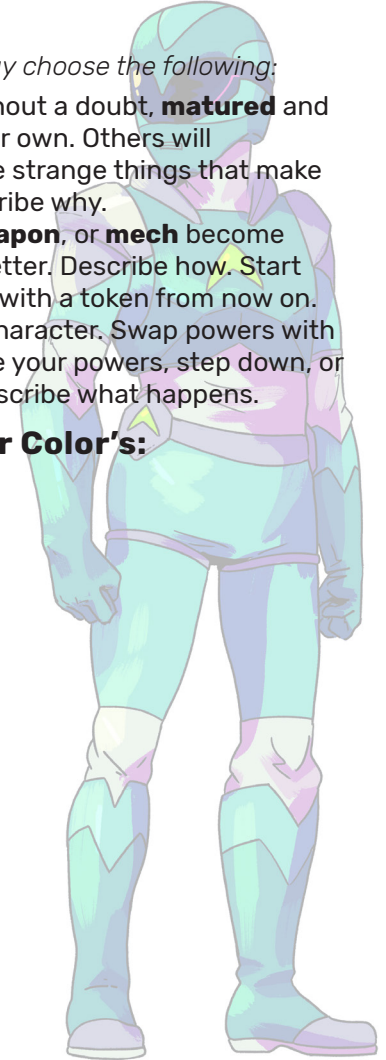 y choose the following:
hout a doubt, matured and
r own. Others will
e strange things that make
ribe why.
apon, or mech become
etter. Describe how. Start
with a token from now on.
haracter. Swap powers with
e your powers, step down, or
scribe what happens.
r Color's: